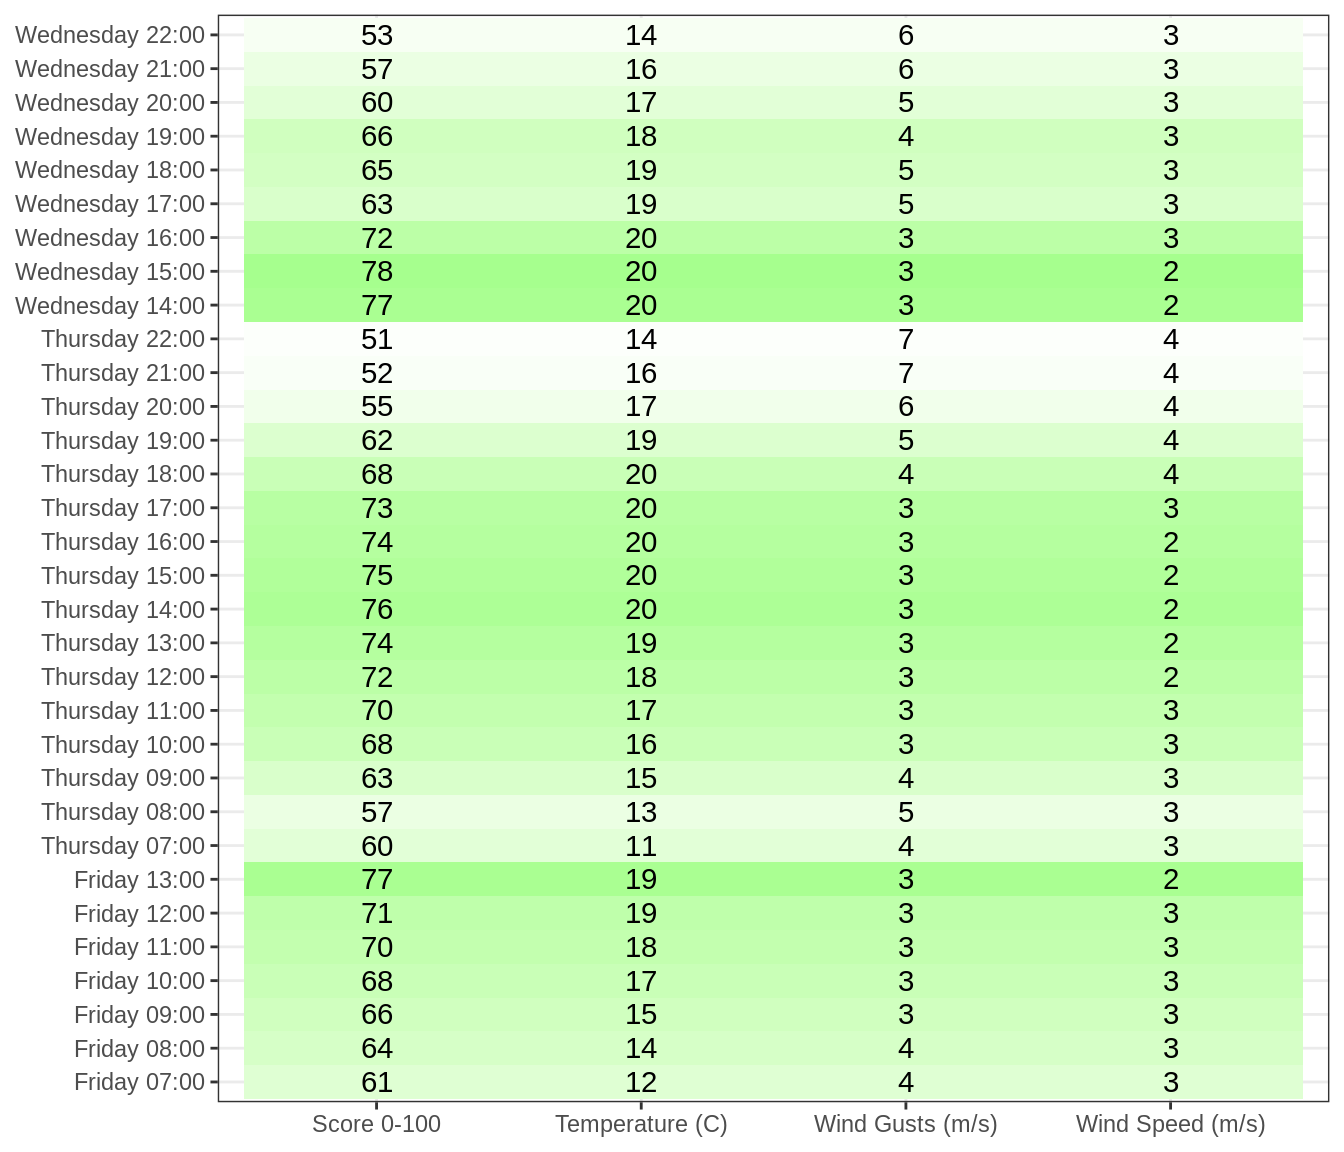 Wednesday 22:00 53 14 6 3
Wednesday 21:00 57 16 6 3
Wednesday 20:00 60 17 5 3
Wednesday 19:00 66 18 4 3
Wednesday 18:00 65 19 5 3
Wednesday 17:00 63 19 5 3
Wednesday 16:00 72 20 3 3
Wednesday 15:00 78 20 3 2
Wednesday 14:00 77 20 3 2
Thursday 22:00 51 14 7 4
Thursday 21:00 52 16 7 4
Thursday 20:00 55 17 6 4
Thursday 19:00 62 19 5 4
Thursday 18:00 68 20 4 4
Thursday 17:00 73 20 3 3
Thursday 16:00 74 20 3 2
Thursday 15:00 75 20 3 2
Thursday 14:00 76 20 3 2
Thursday 13:00 74 19 3 2
Thursday 12:00 72 18 3 2
Thursday 11:00 70 17 3 3
Thursday 10:00 68 16 3 3
Thursday 09:00 63 15 4 3
Thursday 08:00 57 13 5 3
Thursday 07:00 60 11 4 3
Friday 13:00 77 19 3 2
Friday 12:00 71 19 3 3
Friday 11:00 70 18 3 3
Friday 10:00 68 17 3 3
Friday 09:00 66 15 3 3
Friday 08:00 64 14 4 3
Friday 07:00 61 12 4 3
Score 0-100 Temperature (C) Wind Gusts (m/s) Wind Speed (m/s)